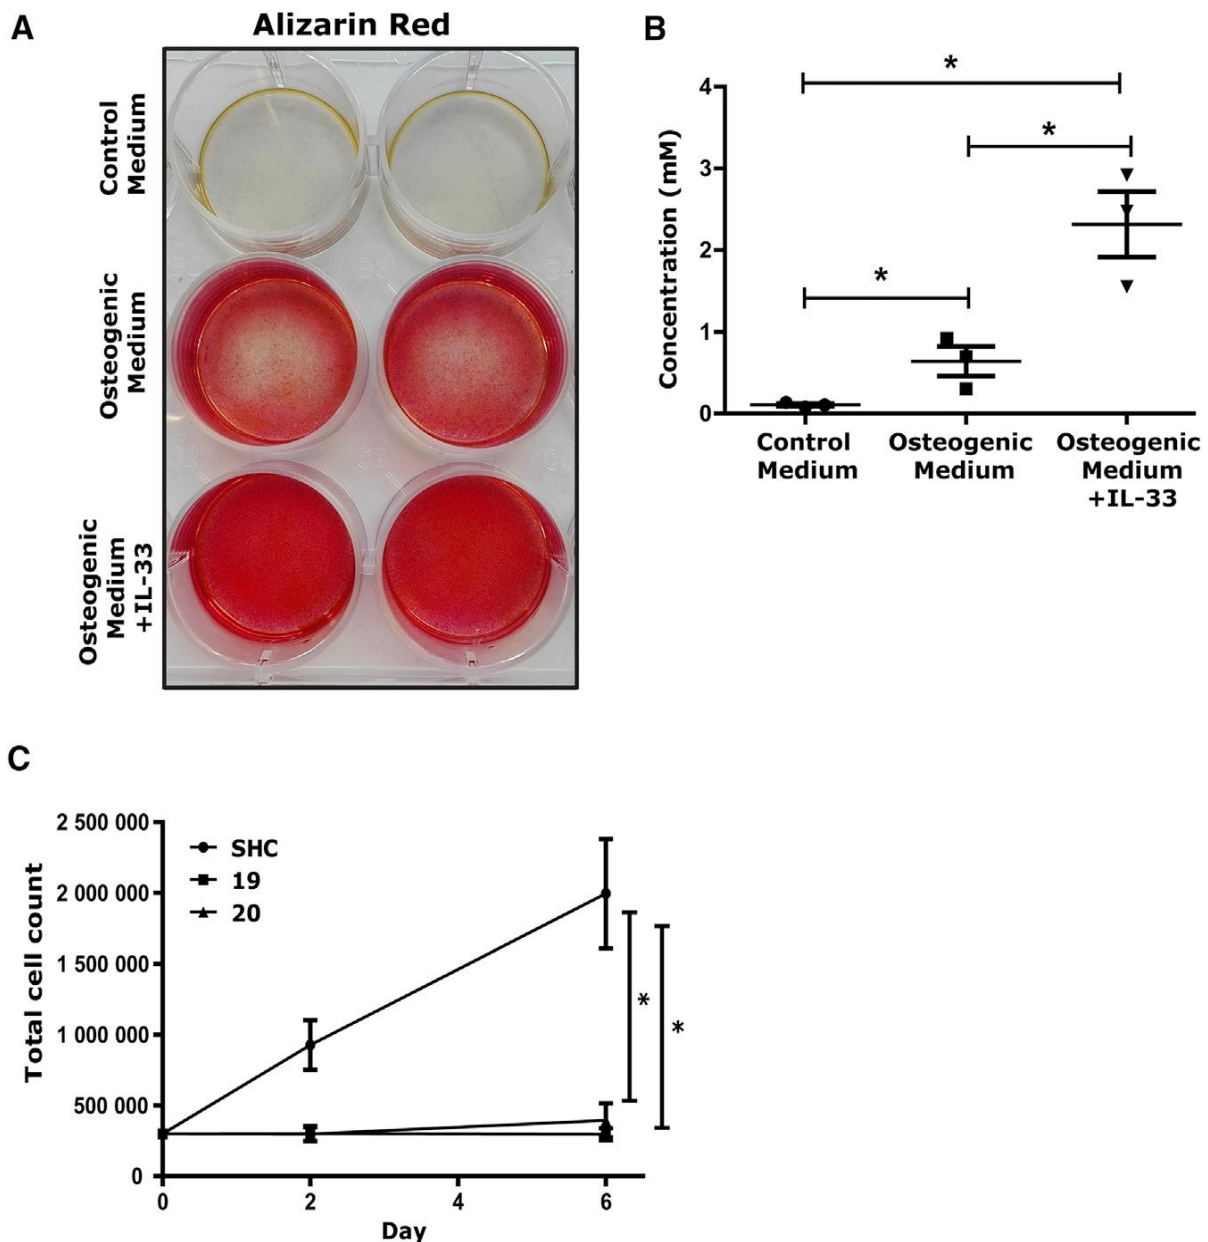 A
Alizarin Red
Control
Medium
Osteogenic
Medium
Osteogenic
Medium
+IL-33
B
*
*
*
Concentration (mM)
4
3
2
1
0
Control
Medium
Osteogenic
Medium
Osteogenic
Medium
+IL-33
C
Total cell count
2 500 000
2 000 000
1 500 000
1 000 000
500 000
0
SHC
19
20
*
*
0
2
4
6
Day